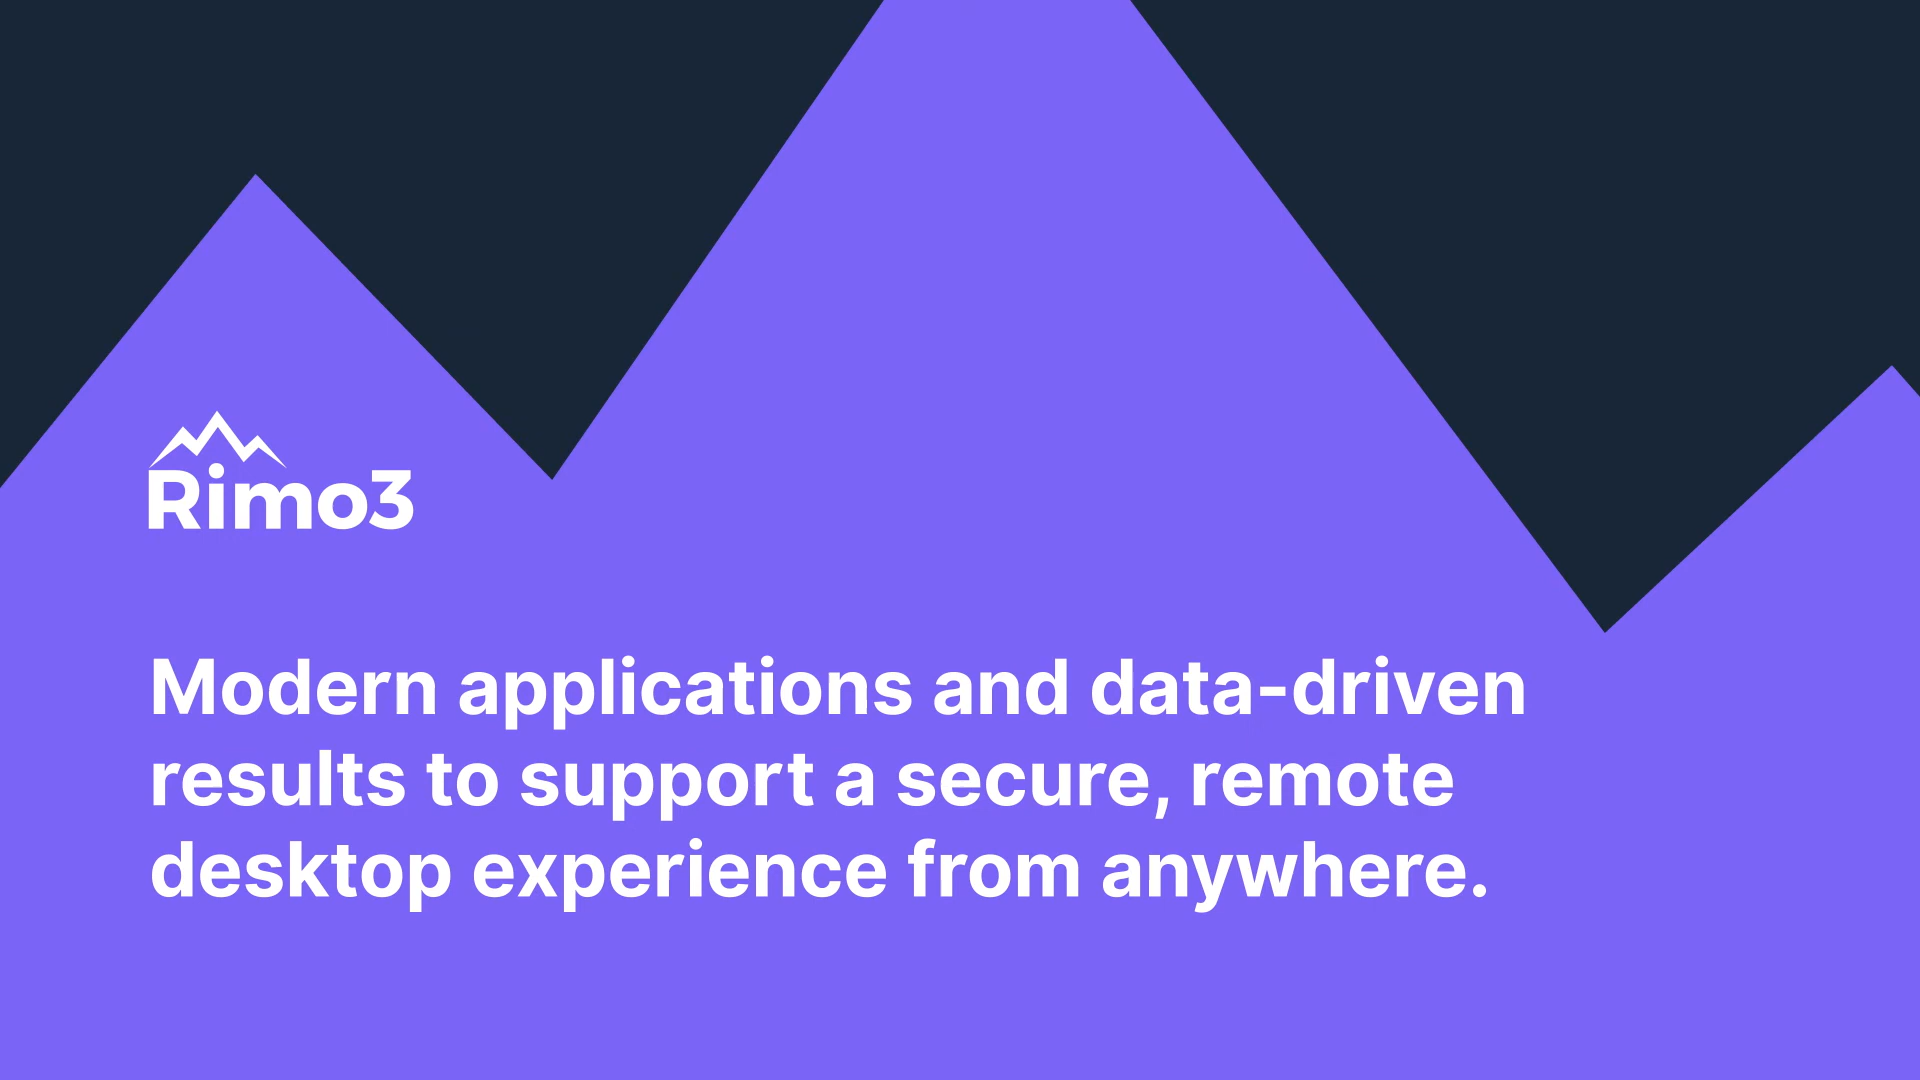 Rimo3
Modern applications and data-driven
results to support a secure, remote
desktop experience from anywhere.